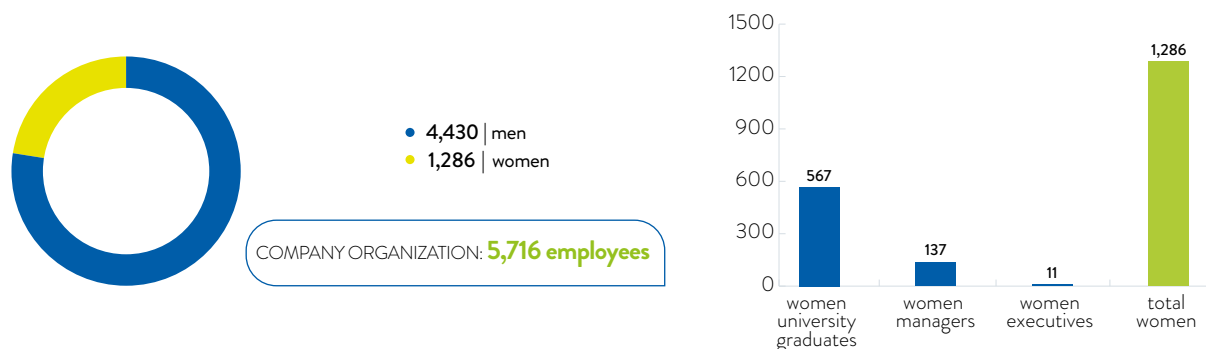 4,430 | men
1,286 | women
COMPANY ORGANIZATION: 5,716 employees
1500
1200
900
600
300
0
567
137
11
1,286
women
university
graduates
women
managers
women
executives
total
women